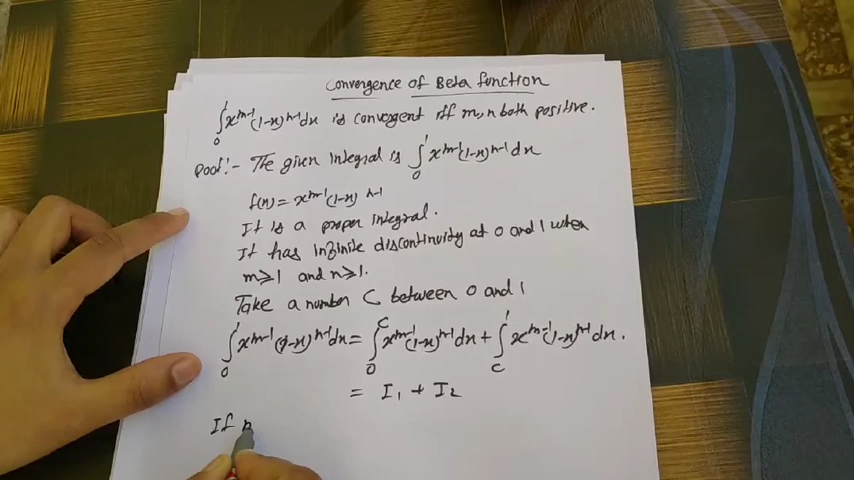 Convergence of Beta function
∫₀¹ x^{m-1}(1-x)^{n-1}dx is convergent iff m,n both positive.
Proof:- The given integral is ∫₀¹ x^{m-1}(1-x)^{n-1}dx
f(x) = x^{m-1}(1-x)^{n-1}
It is a proper integral.
It has infinite discontinuity at 0 and 1 when
m≥1 and n≥1.
Take a number C between 0 and 1
∫₀¹ x^{m-1}(1-x)^{n-1}dx = ∫₀^C x^{m-1}(1-x)^{n-1}dx + ∫_C¹ x^{m-1}(1-x)^{n-1}dx.
= I₁ + I₂
If